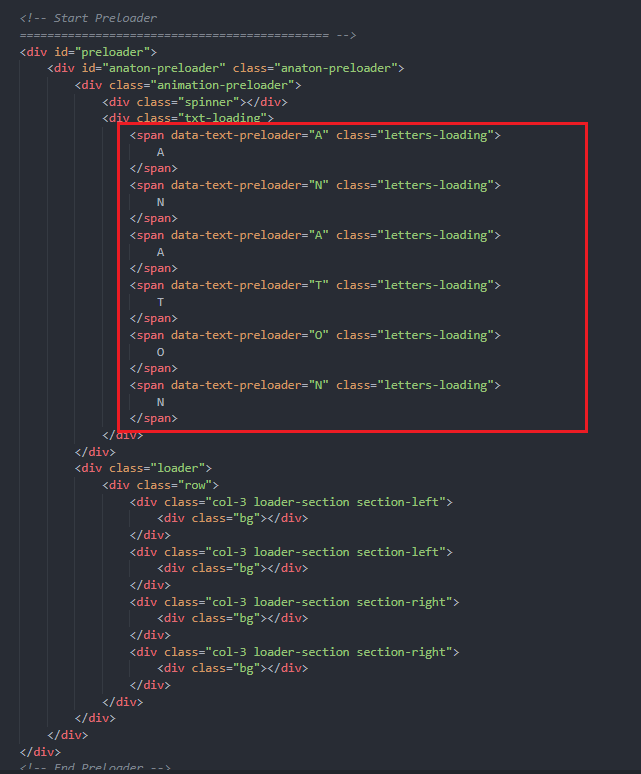 <!-- Start Preloader
============================================= -->
<div id="preloader">
<div id="anaton-preloader" class="anaton-preloader">
<div class="animation-preloader">
<div class="spinner"></div>
<div class="txt-loading">
<span data-text-preloader="A" class="letters-loading">
A
</span>
<span data-text-preloader="N" class="letters-loading">
N
</span>
<span data-text-preloader="A" class="letters-loading">
A
</span>
<span data-text-preloader="T" class="letters-loading">
T
</span>
<span data-text-preloader="O" class="letters-loading">
O
</span>
<span data-text-preloader="N" class="letters-loading">
N
</span>
</div>
</div>
<div class="loader">
<div class="row">
<div class="col-3 loader-section section-left">
<div class="bg"></div>
</div>
<div class="col-3 loader-section section-left">
<div class="bg"></div>
</div>
<div class="col-3 loader-section section-right">
<div class="bg"></div>
</div>
<div class="col-3 loader-section section-right">
<div class="bg"></div>
</div>
</div>
</div>
</div>
</div>
<!-- End Preloader -->